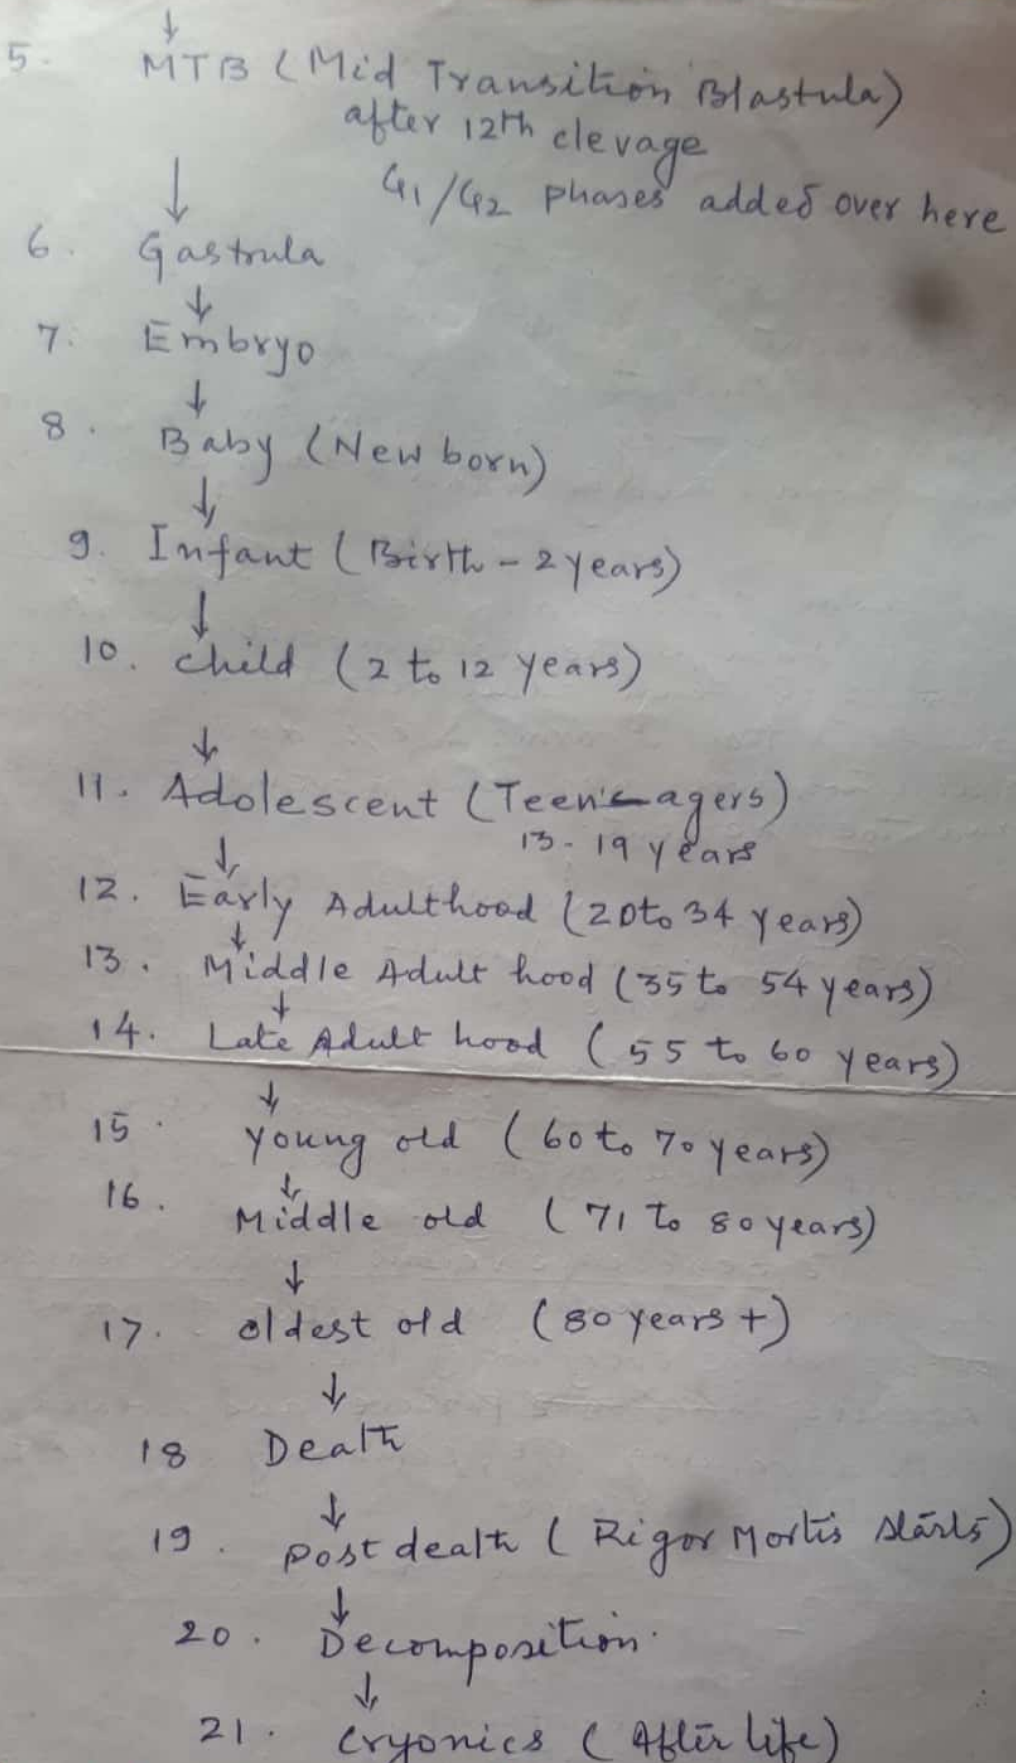 ↓
5. MTB (Mid Transition Blastula)
after 12th clevage
↓ G1/G2 phases added over here
6. Gastrula
↓
7. Embryo
↓
8. Baby (New born)
↓
9. Infant (Birth - 2 years)
↓
10. child (2 to 12 years)
↓
11. Adolescent (Teen agers)
13 - 19 years
↓
12. Early Adulthood (20 to 34 years)
↓
13. Middle Adult hood (35 to 54 years)
↓
14. Late Adult hood (55 to 60 years)
↓
15. Young old (60 to 70 years)
↓
16. Middle old (71 to 80 years)
↓
17. oldest old (80 years +)
↓
18 Death
↓
19. Post death (Rigor Mortis starts)
↓
20. Decomposition.
↓
21. Cryonics (After life)